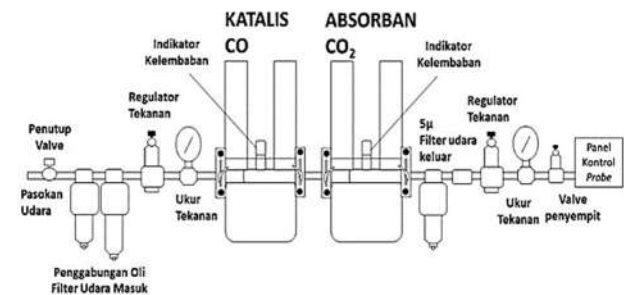 KATALIS
CO
ABSORBAN
CO₂
Indikator
Kelembaban
Indikator
Kelembaban
Regulator
Tekanan
5μ
Filter udara
keluar
Regulator
Tekanan
Penutup
Valve
Panel
Kontrol
Probe
Pasokan
Udara
Ukur
Tekanan
Ukur
Tekanan
Valve
penyempit
Penggabungan Oli
Filter Udara Masuk